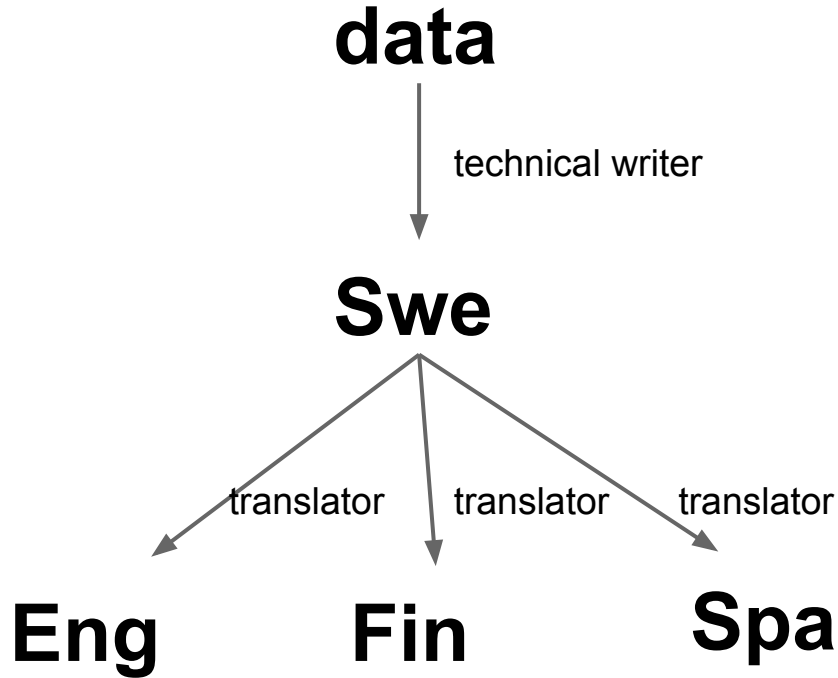 data
technical writer
Swe
translator
translator
translator
Eng
Fin
Spa